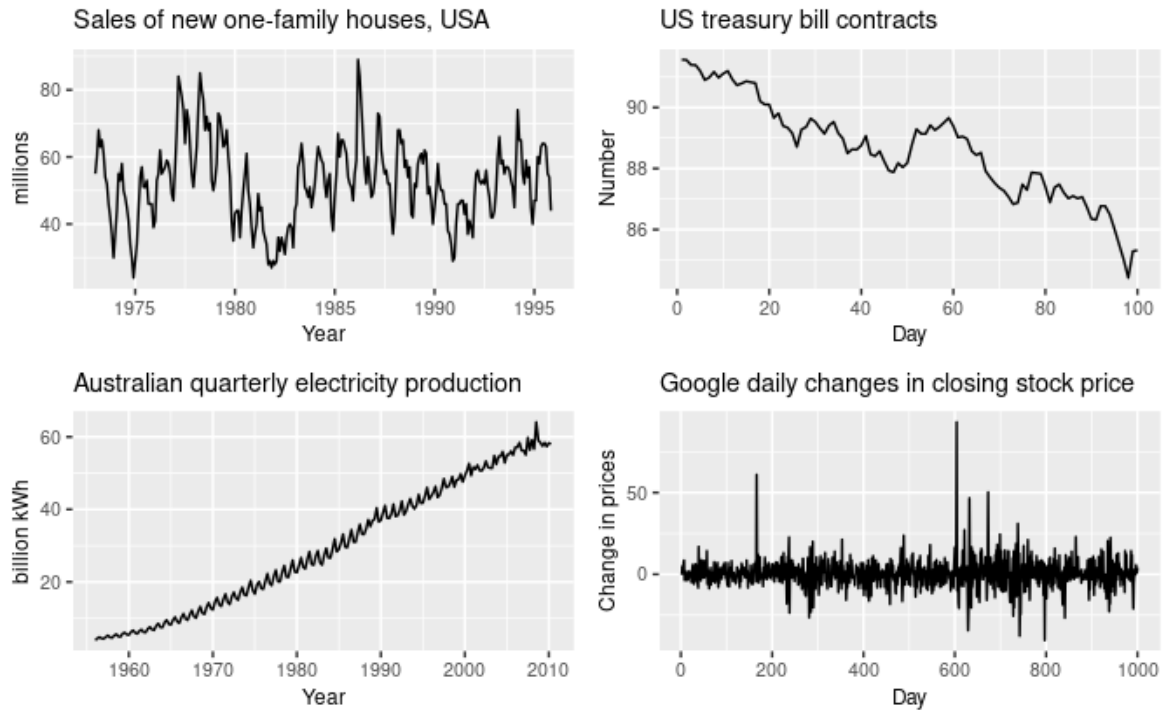 Sales of new one-family houses, USA
80
60
40
millions
1975 1980 1985 1990 1995
Year
US treasury bill contracts
90
88
86
Number
0 20 40 60 80 100
Day
Australian quarterly electricity production
60
40
20
billion kWh
1960 1970 1980 1990 2000 2010
Year
Google daily changes in closing stock price
50
0
Change in prices
0 200 400 600 800 1000
Day